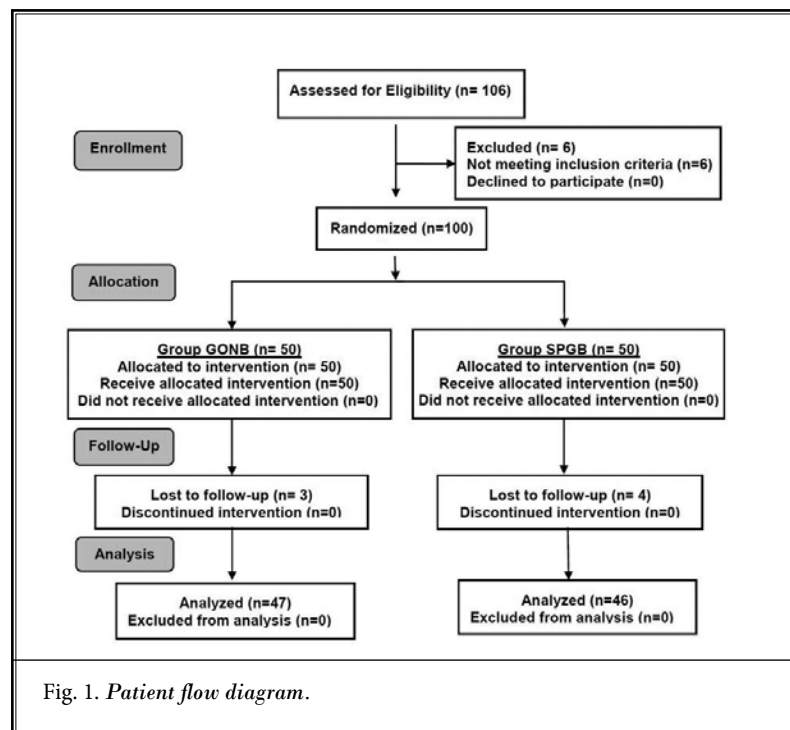 Assessed for Eligibility (n= 106)
Enrollment
Excluded (n= 6)
Not meeting inclusion criteria (n=6)
Declined to participate (n=0)
Randomized (n=100)
Allocation
Group GONB (n= 50)
Allocated to intervention (n= 50)
Receive allocated intervention (n=50)
Did not receive allocated intervention (n=0)
Group SPGB (n= 50)
Allocated to intervention (n= 50)
Receive allocated intervention (n=50)
Did not receive allocated intervention (n=0)
Follow-Up
Lost to follow-up (n= 3)
Discontinued intervention (n=0)
Lost to follow-up (n= 4)
Discontinued intervention (n=0)
Analysis
Analyzed (n=47)
Excluded from analysis (n=0)
Analyzed (n=46)
Excluded from analysis (n=0)
Fig. 1. Patient flow diagram.